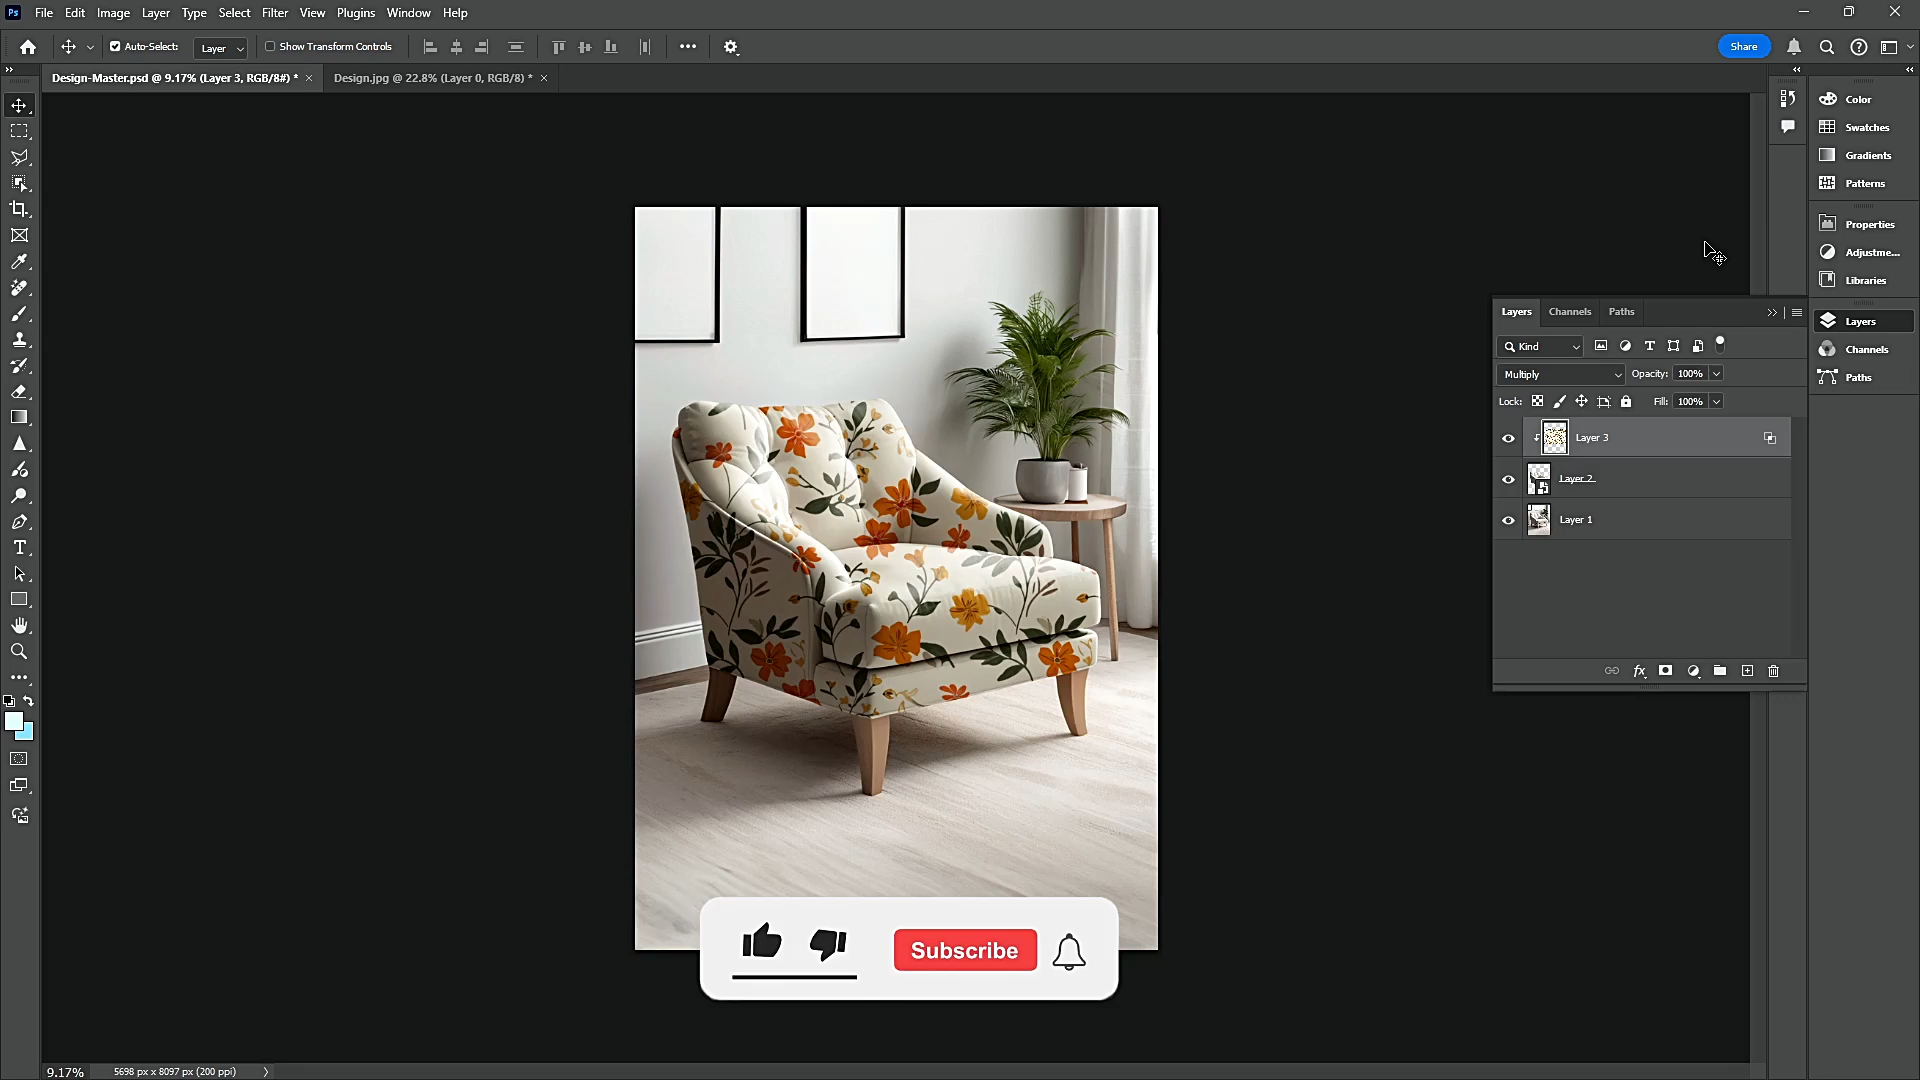 Ps File Edit Image Layer Type Select Filter View Plugins Window Help
Auto-Select: Layer Show Transform Controls Share
Design-Master.psd @ 9.17% (Layer 3, RGB/8#) * Design.jpg @ 22.8% (Layer 0, RGB/8) *
Color
Swatches
Gradients
Patterns
Properties
Adjustme...
Libraries
Layers
Channels
Paths
Layers Channels Paths
Kind
Multiply Opacity: 100%
Lock: Fill: 100%
Layer 3
Layer 2
Layer 1
fx
Subscribe
9.17% 5698 px x 8097 px (200 ppi)